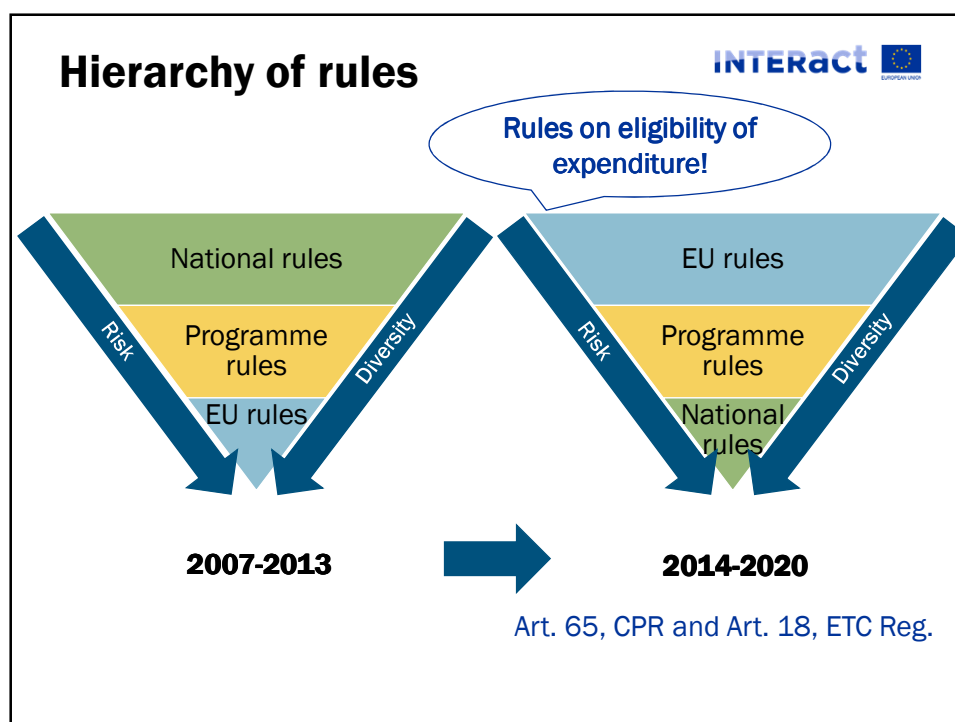 Hierarchy of rules
INTERact
EUROPEAN UNION
Rules on eligibility of
expenditure!
National rules
Programme
rules
EU rules
Risk
Diversity
EU rules
Programme
rules
National
rules
Risk
Diversity
2007-2013
2014-2020
Art. 65, CPR and Art. 18, ETC Reg.